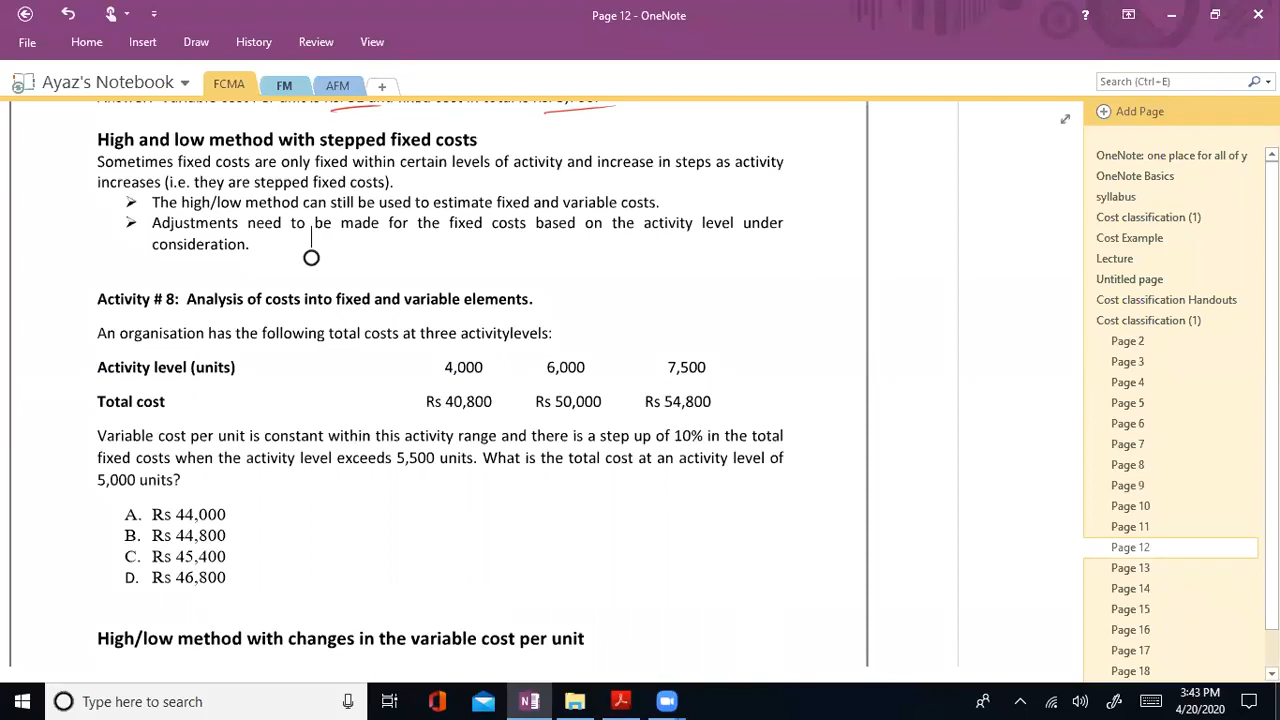 Page 12 - OneNote
?
File Home Insert Draw History Review View
Ayaz's Notebook FCMA FM AFM + Search (Ctrl+E)
High and low method with stepped fixed costs
Sometimes fixed costs are only fixed within certain levels of activity and increase in steps as activity
increases (i.e. they are stepped fixed costs).
➢ The high/low method can still be used to estimate fixed and variable costs.
➢ Adjustments need to be made for the fixed costs based on the activity level under
consideration.
Activity # 8: Analysis of costs into fixed and variable elements.
An organisation has the following total costs at three activitylevels:
Activity level (units) 4,000 6,000 7,500
Total cost Rs 40,800 Rs 50,000 Rs 54,800
Variable cost per unit is constant within this activity range and there is a step up of 10% in the total
fixed costs when the activity level exceeds 5,500 units. What is the total cost at an activity level of
5,000 units?
A. Rs 44,000
B. Rs 44,800
C. Rs 45,400
D. Rs 46,800
High/low method with changes in the variable cost per unit
Add Page
OneNote: one place for all of y
OneNote Basics
syllabus
Cost classification (1)
Cost Example
Lecture
Untitled page
Cost classification Handouts
Cost classification (1)
Page 2
Page 3
Page 4
Page 5
Page 6
Page 7
Page 8
Page 9
Page 10
Page 11
Page 12
Page 13
Page 14
Page 15
Page 16
Page 17
Page 18
Type here to search
3:43 PM
4/20/2020